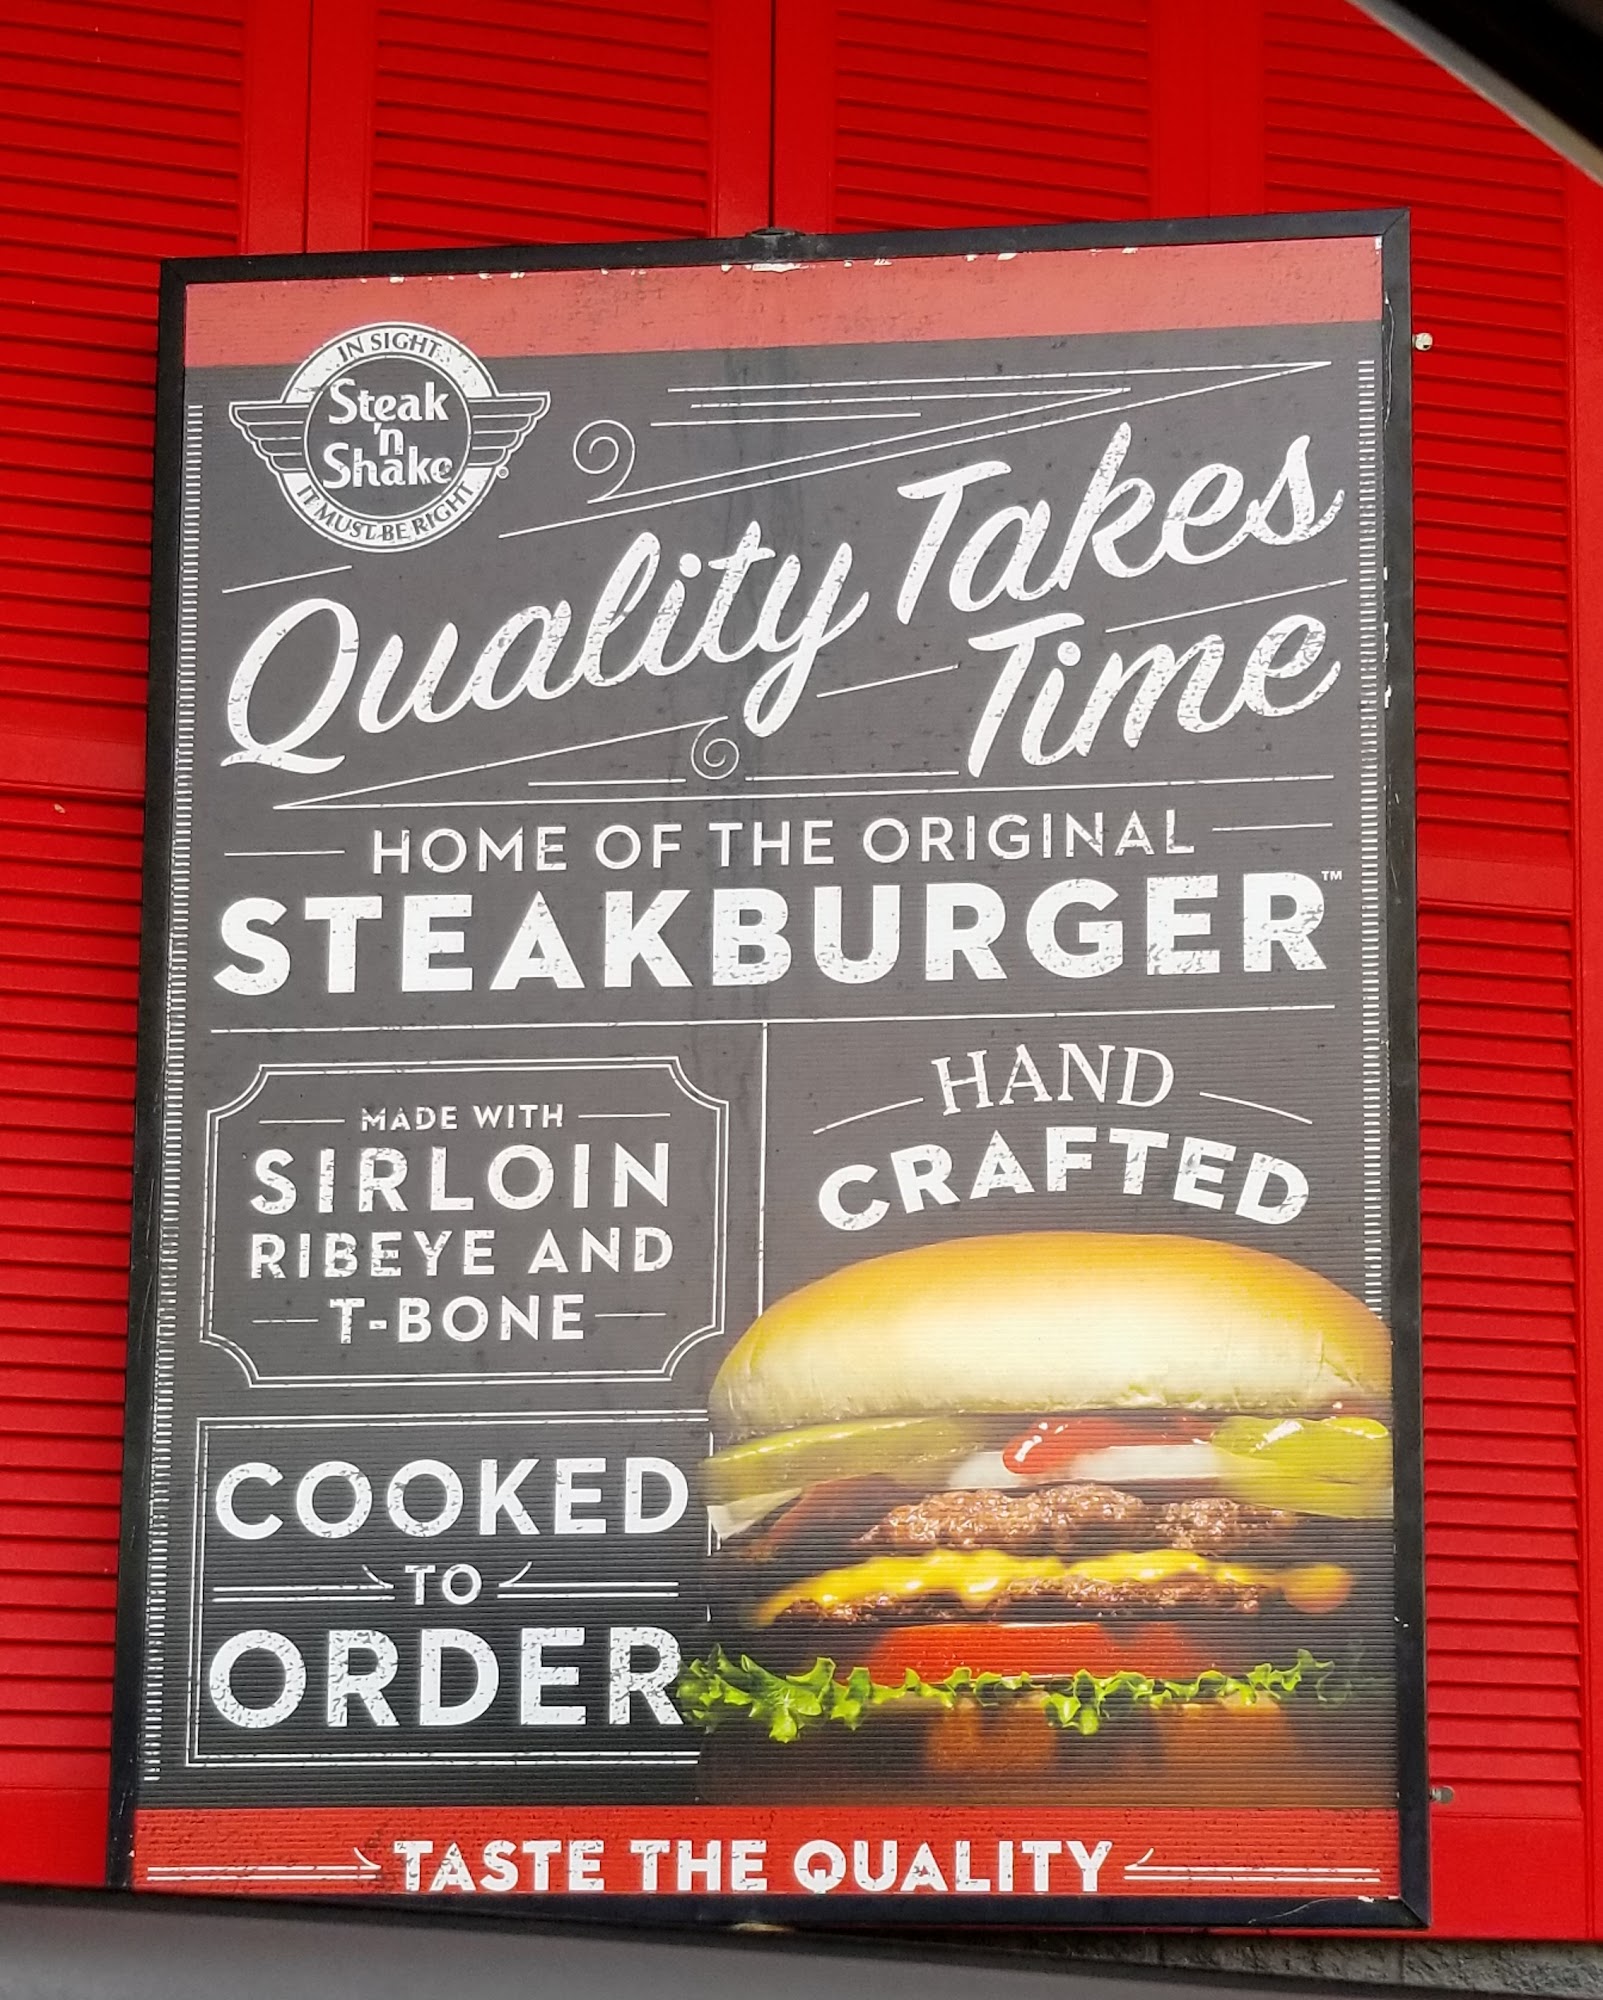 IN SIGHT
Steak
'n
Shake®
IT MUST BE RIGHT
Quality Takes
Time
HOME OF THE ORIGINAL
STEAKBURGER™
MADE WITH
SIRLOIN
RIBEYE AND
T-BONE
HAND
CRAFTED
COOKED
TO
ORDER
TASTE THE QUALITY